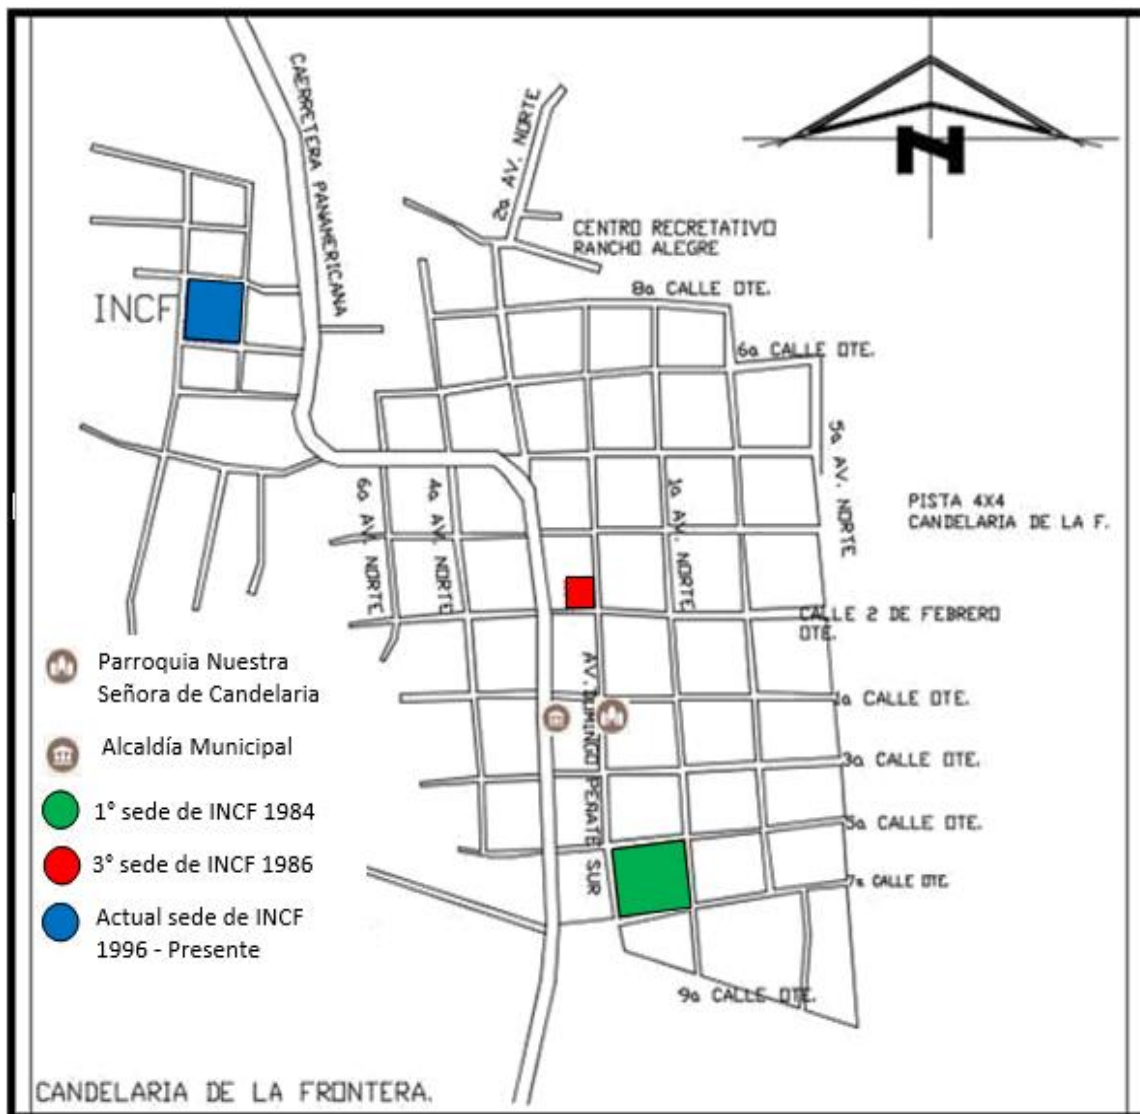 CAERRETERA PANAMERICANA
2a AV. NORTE
N
CENTRO RECRETATIVO
RANCHO ALEGRE
8a CALLE OTE.
INCF
6a CALLE OTE.
5a AV. NORTE
6a AV. NORTE
4a AV. NORTE
1a AV. NORTE
PISTA 4X4
CANDELARIA DE LA F.
CALLE 2 DE FEBRERO
OTE.
Parroquia Nuestra
Señora de Candelaria
AV. DOMINGO PEÑATE SUR
1a CALLE OTE.
Alcaldía Municipal
3a CALLE OTE.
1° sede de INCF 1984
5a CALLE OTE.
3° sede de INCF 1986
7a CALLE OTE
Actual sede de INCF
1996 - Presente
9a CALLE OTE.
CANDELARIA DE LA FRONTERA.